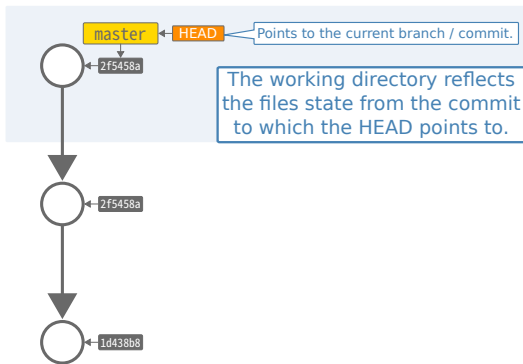 master
HEAD
Points to the current branch / commit.
2f5458a
The working directory reflects
the files state from the commit
to which the HEAD points to.
2f5458a
1d438b8